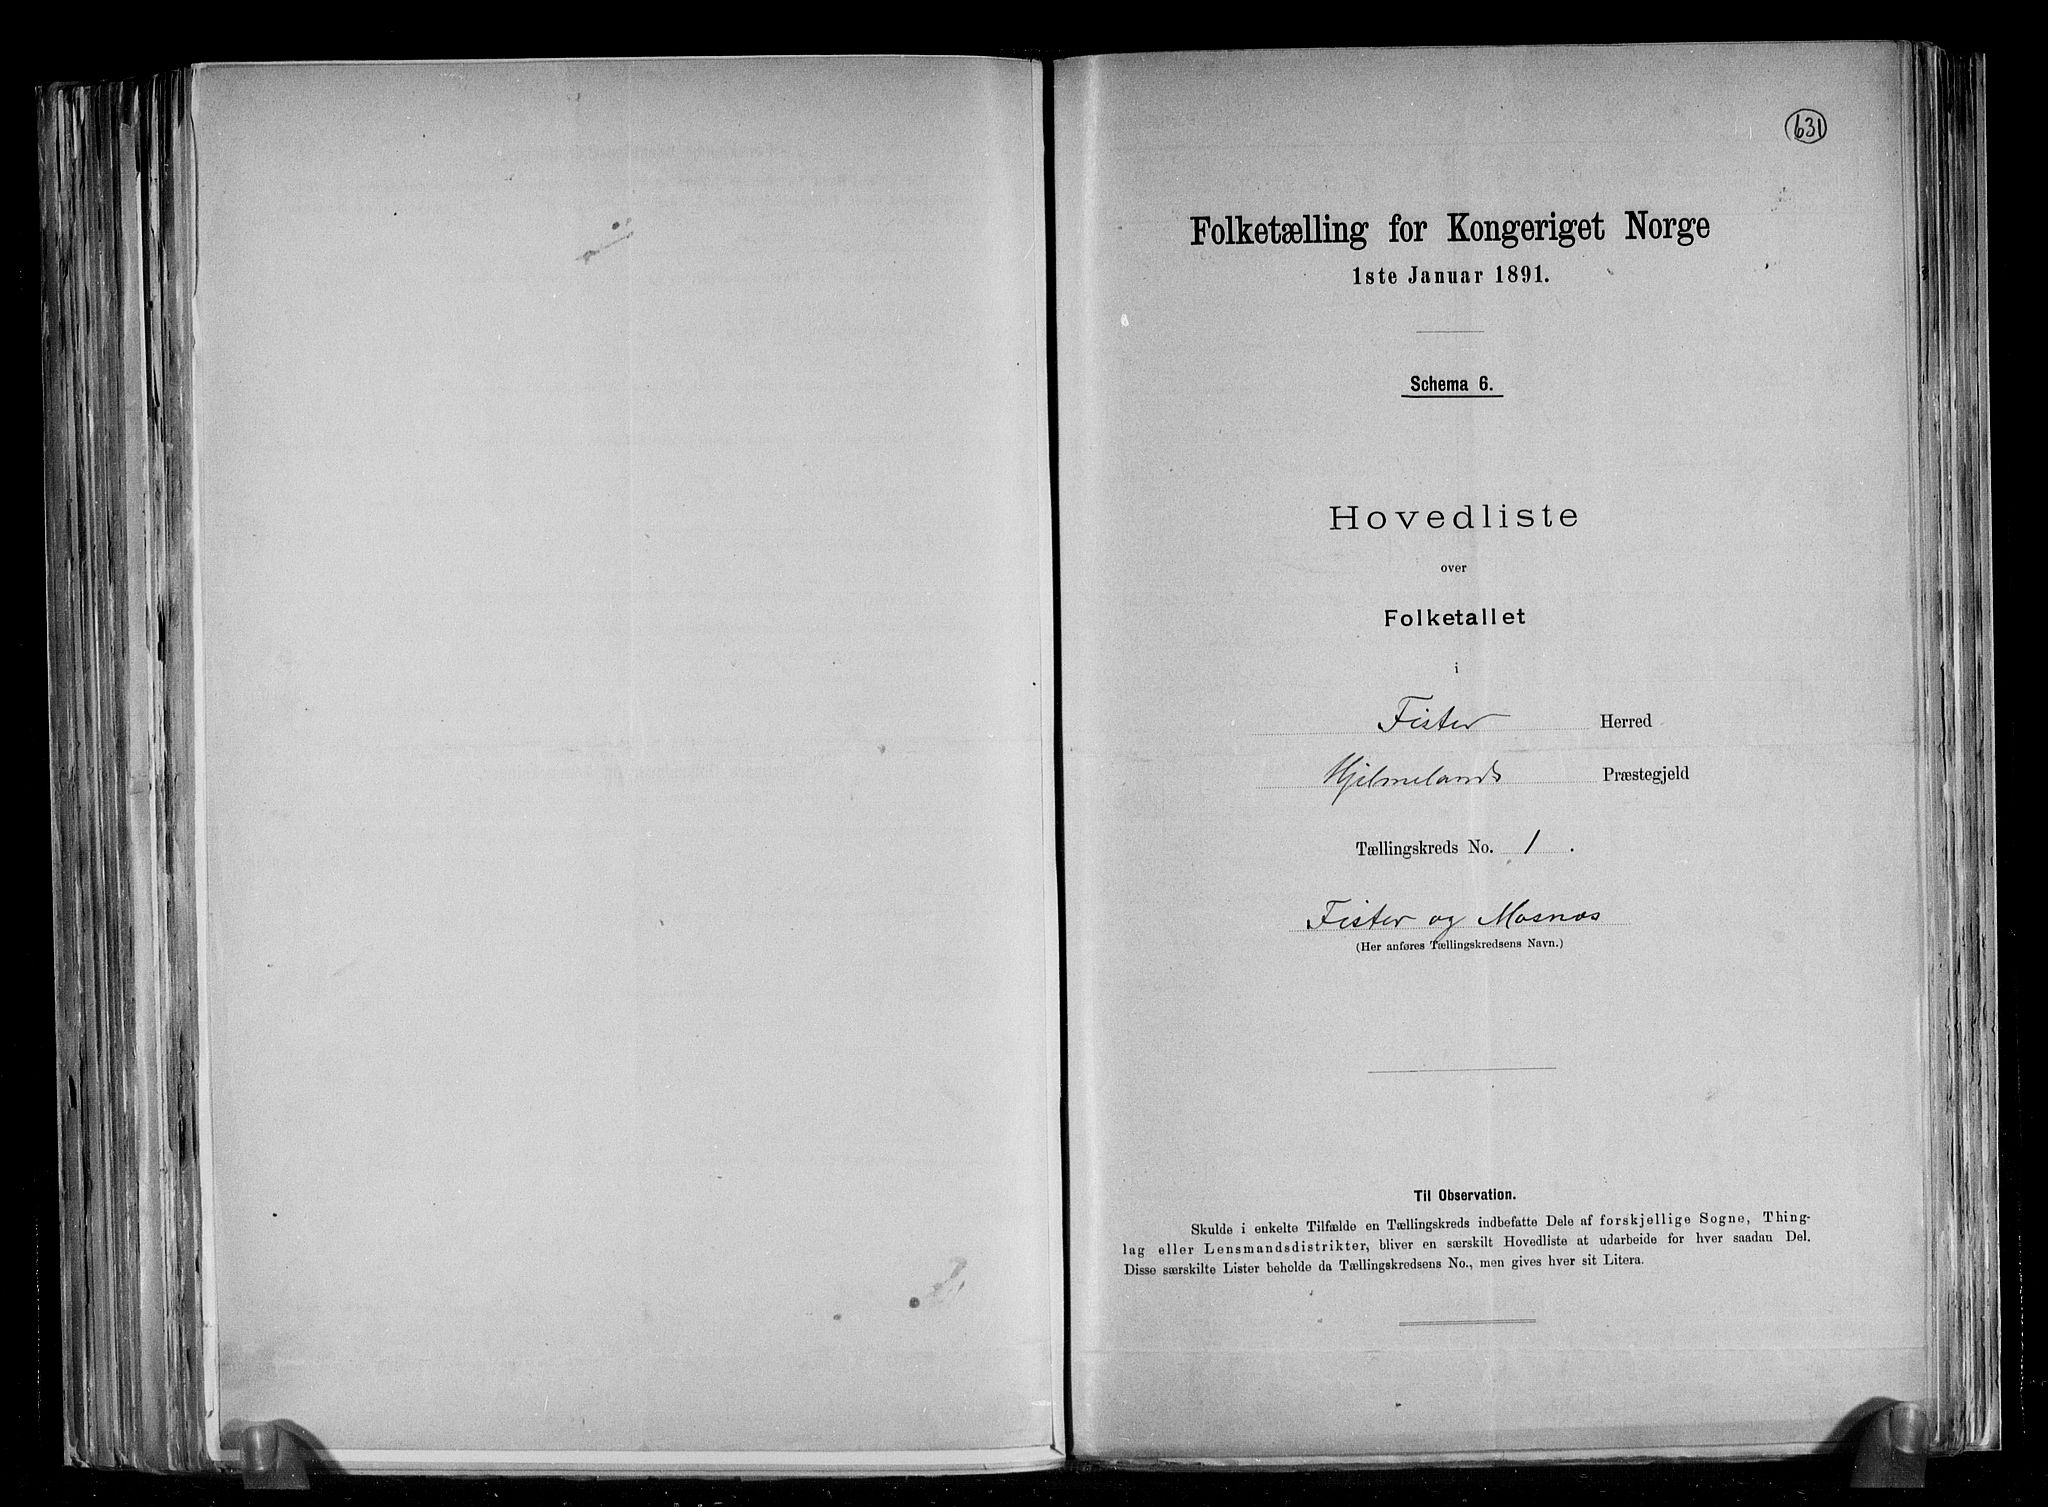 631
Folketælling for Kongeriget Norge
1ste Januar 1891.
Schema 6.
Hovedliste
over
Folketallet
i
Fister Herred
Hjelmelands Præstegjeld
Tællingskreds No. 1.
Fister og Mosnæs
(Her anføres Tællingskredsens Navn.)
Til Observation.
Skulde i enkelte Tilfælde en Tællingskreds indbefatte Dele af forskjellige Sogne, Thing-
lag eller Lensmandsdistrikter, bliver en særskilt Hovedliste at udarbeide for hver saadan Del.
Disse særskilte Lister beholde da Tællingskredsens No., men gives hver sit Litera.